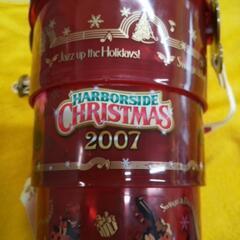 Jazz up the Holidays!
HARBORSIDE
CHRISTMAS
2007